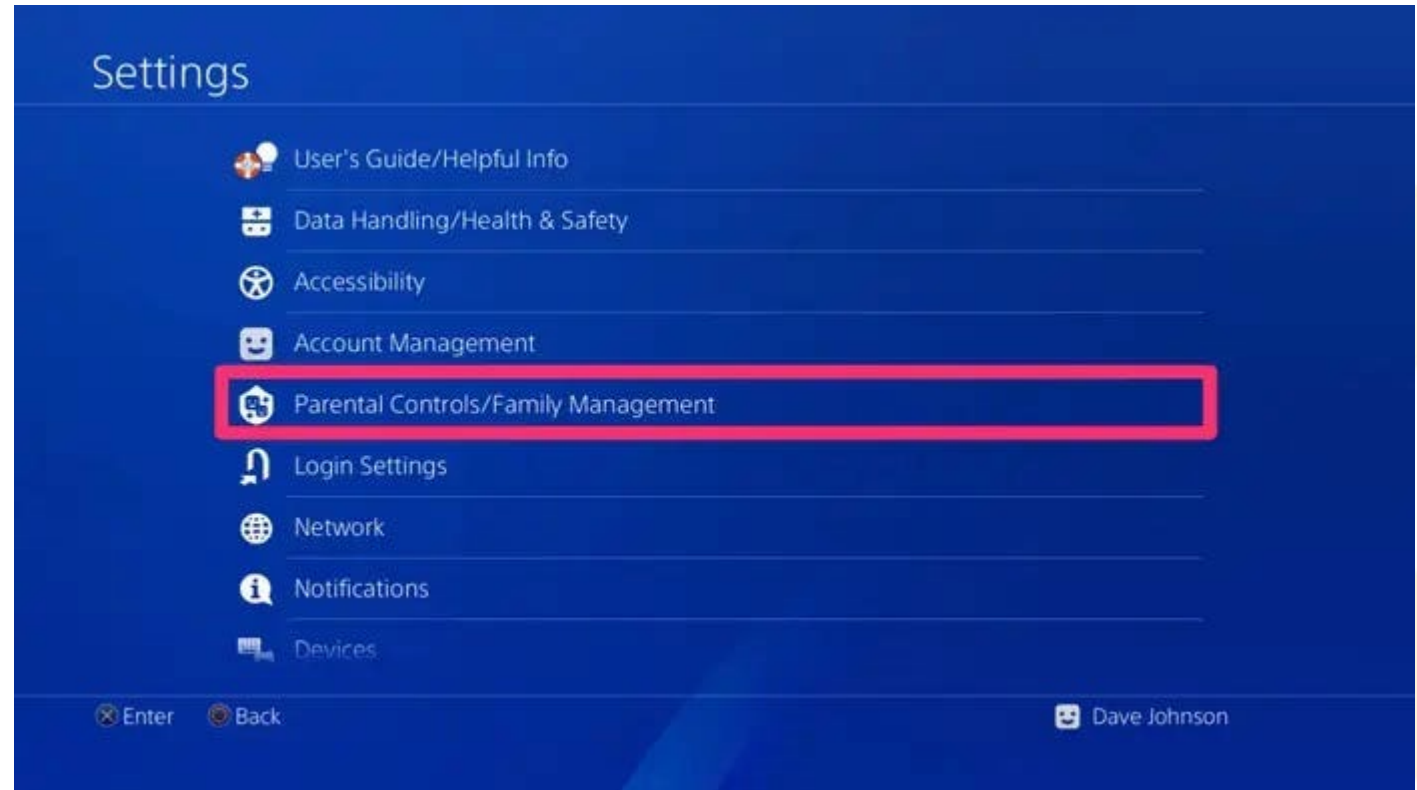 Settings
User's Guide/Helpful Info
Data Handling/Health & Safety
Accessibility
Account Management
Parental Controls/Family Management
Login Settings
Network
Notifications
Devices
Enter Back Dave Johnson